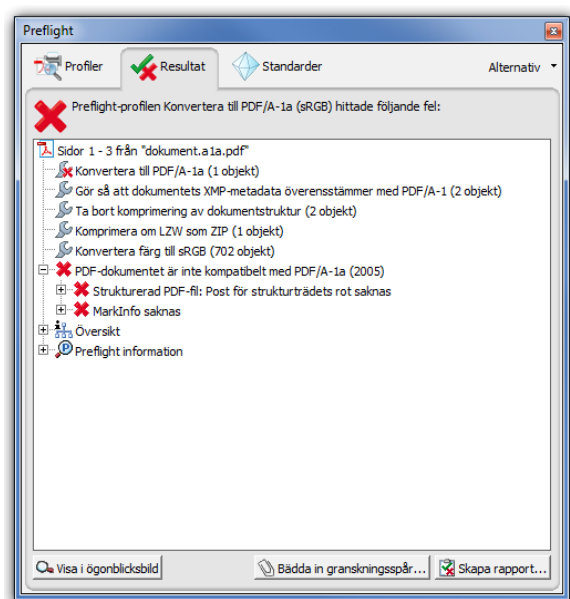 Preflight
Profiler
Resultat
Standarder
Alternativ
Preflight-profilen Konvertera till PDF/A-1a (sRGB) hittade följande fel:
Sidor 1 - 3 från "dokument.a1a.pdf"
Konvertera till PDF/A-1a (1 objekt)
Gör så att dokumentets XMP-metadata överensstämmer med PDF/A-1 (2 objekt)
Ta bort komprimering av dokumentstruktur (2 objekt)
Komprimera om LZW som ZIP (1 objekt)
Konvertera färg till sRGB (702 objekt)
PDF-dokumentet är inte kompatibelt med PDF/A-1a (2005)
Strukturerad PDF-fil: Post för strukturträdets rot saknas
MarkInfo saknas
Översikt
Preflight information
Visa i ögonblicksbild
Bädda in granskningsspår...
Skapa rapport...